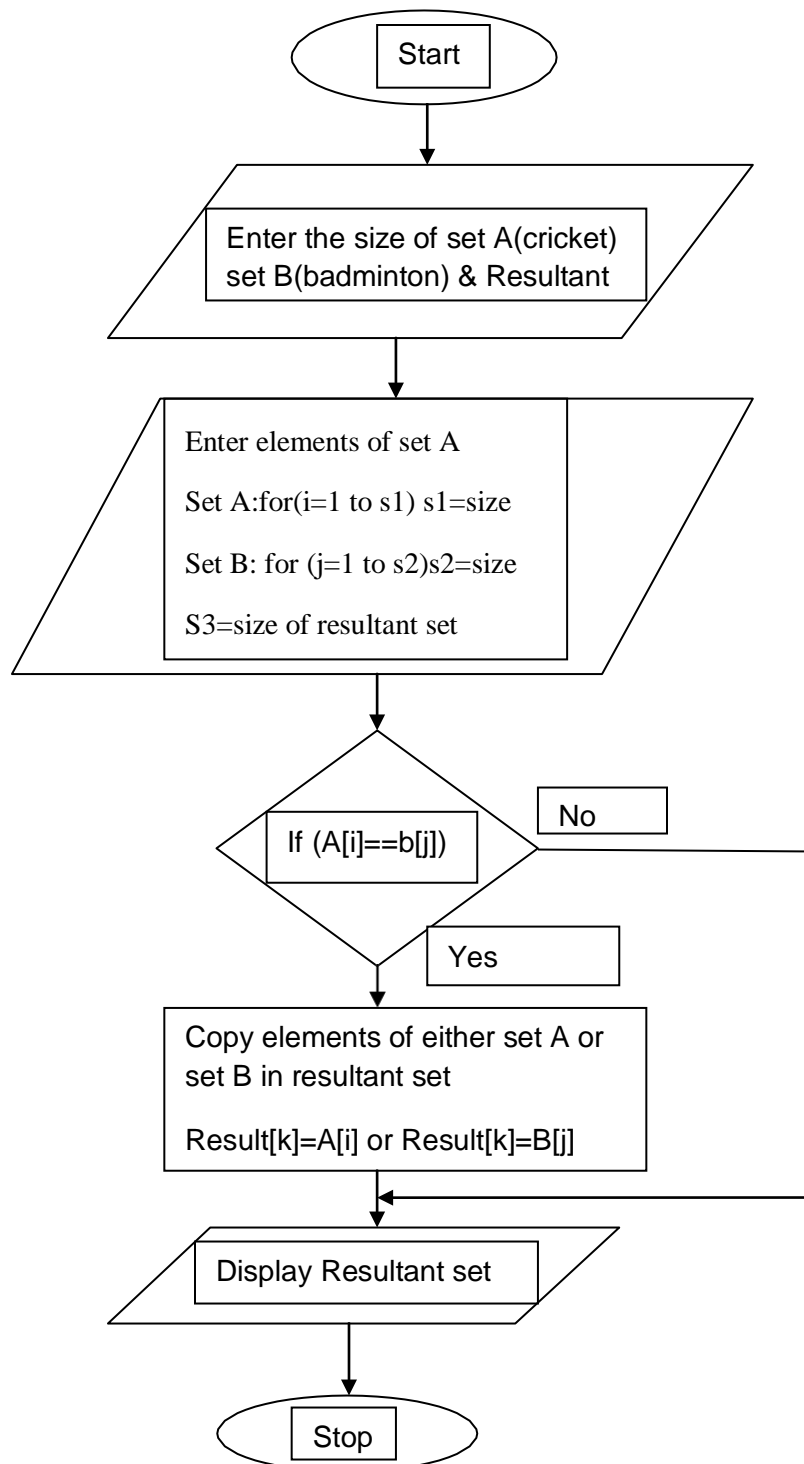 Start
Enter the size of set A(cricket)
set B(badminton) & Resultant
Enter elements of set A
Set A:for(i=1 to s1) s1=size
Set B: for (j=1 to s2)s2=size
S3=size of resultant set
If (A[i]==b[j])
No
Yes
Copy elements of either set A or
set B in resultant set
Result[k]=A[i] or Result[k]=B[j]
Display Resultant set
Stop